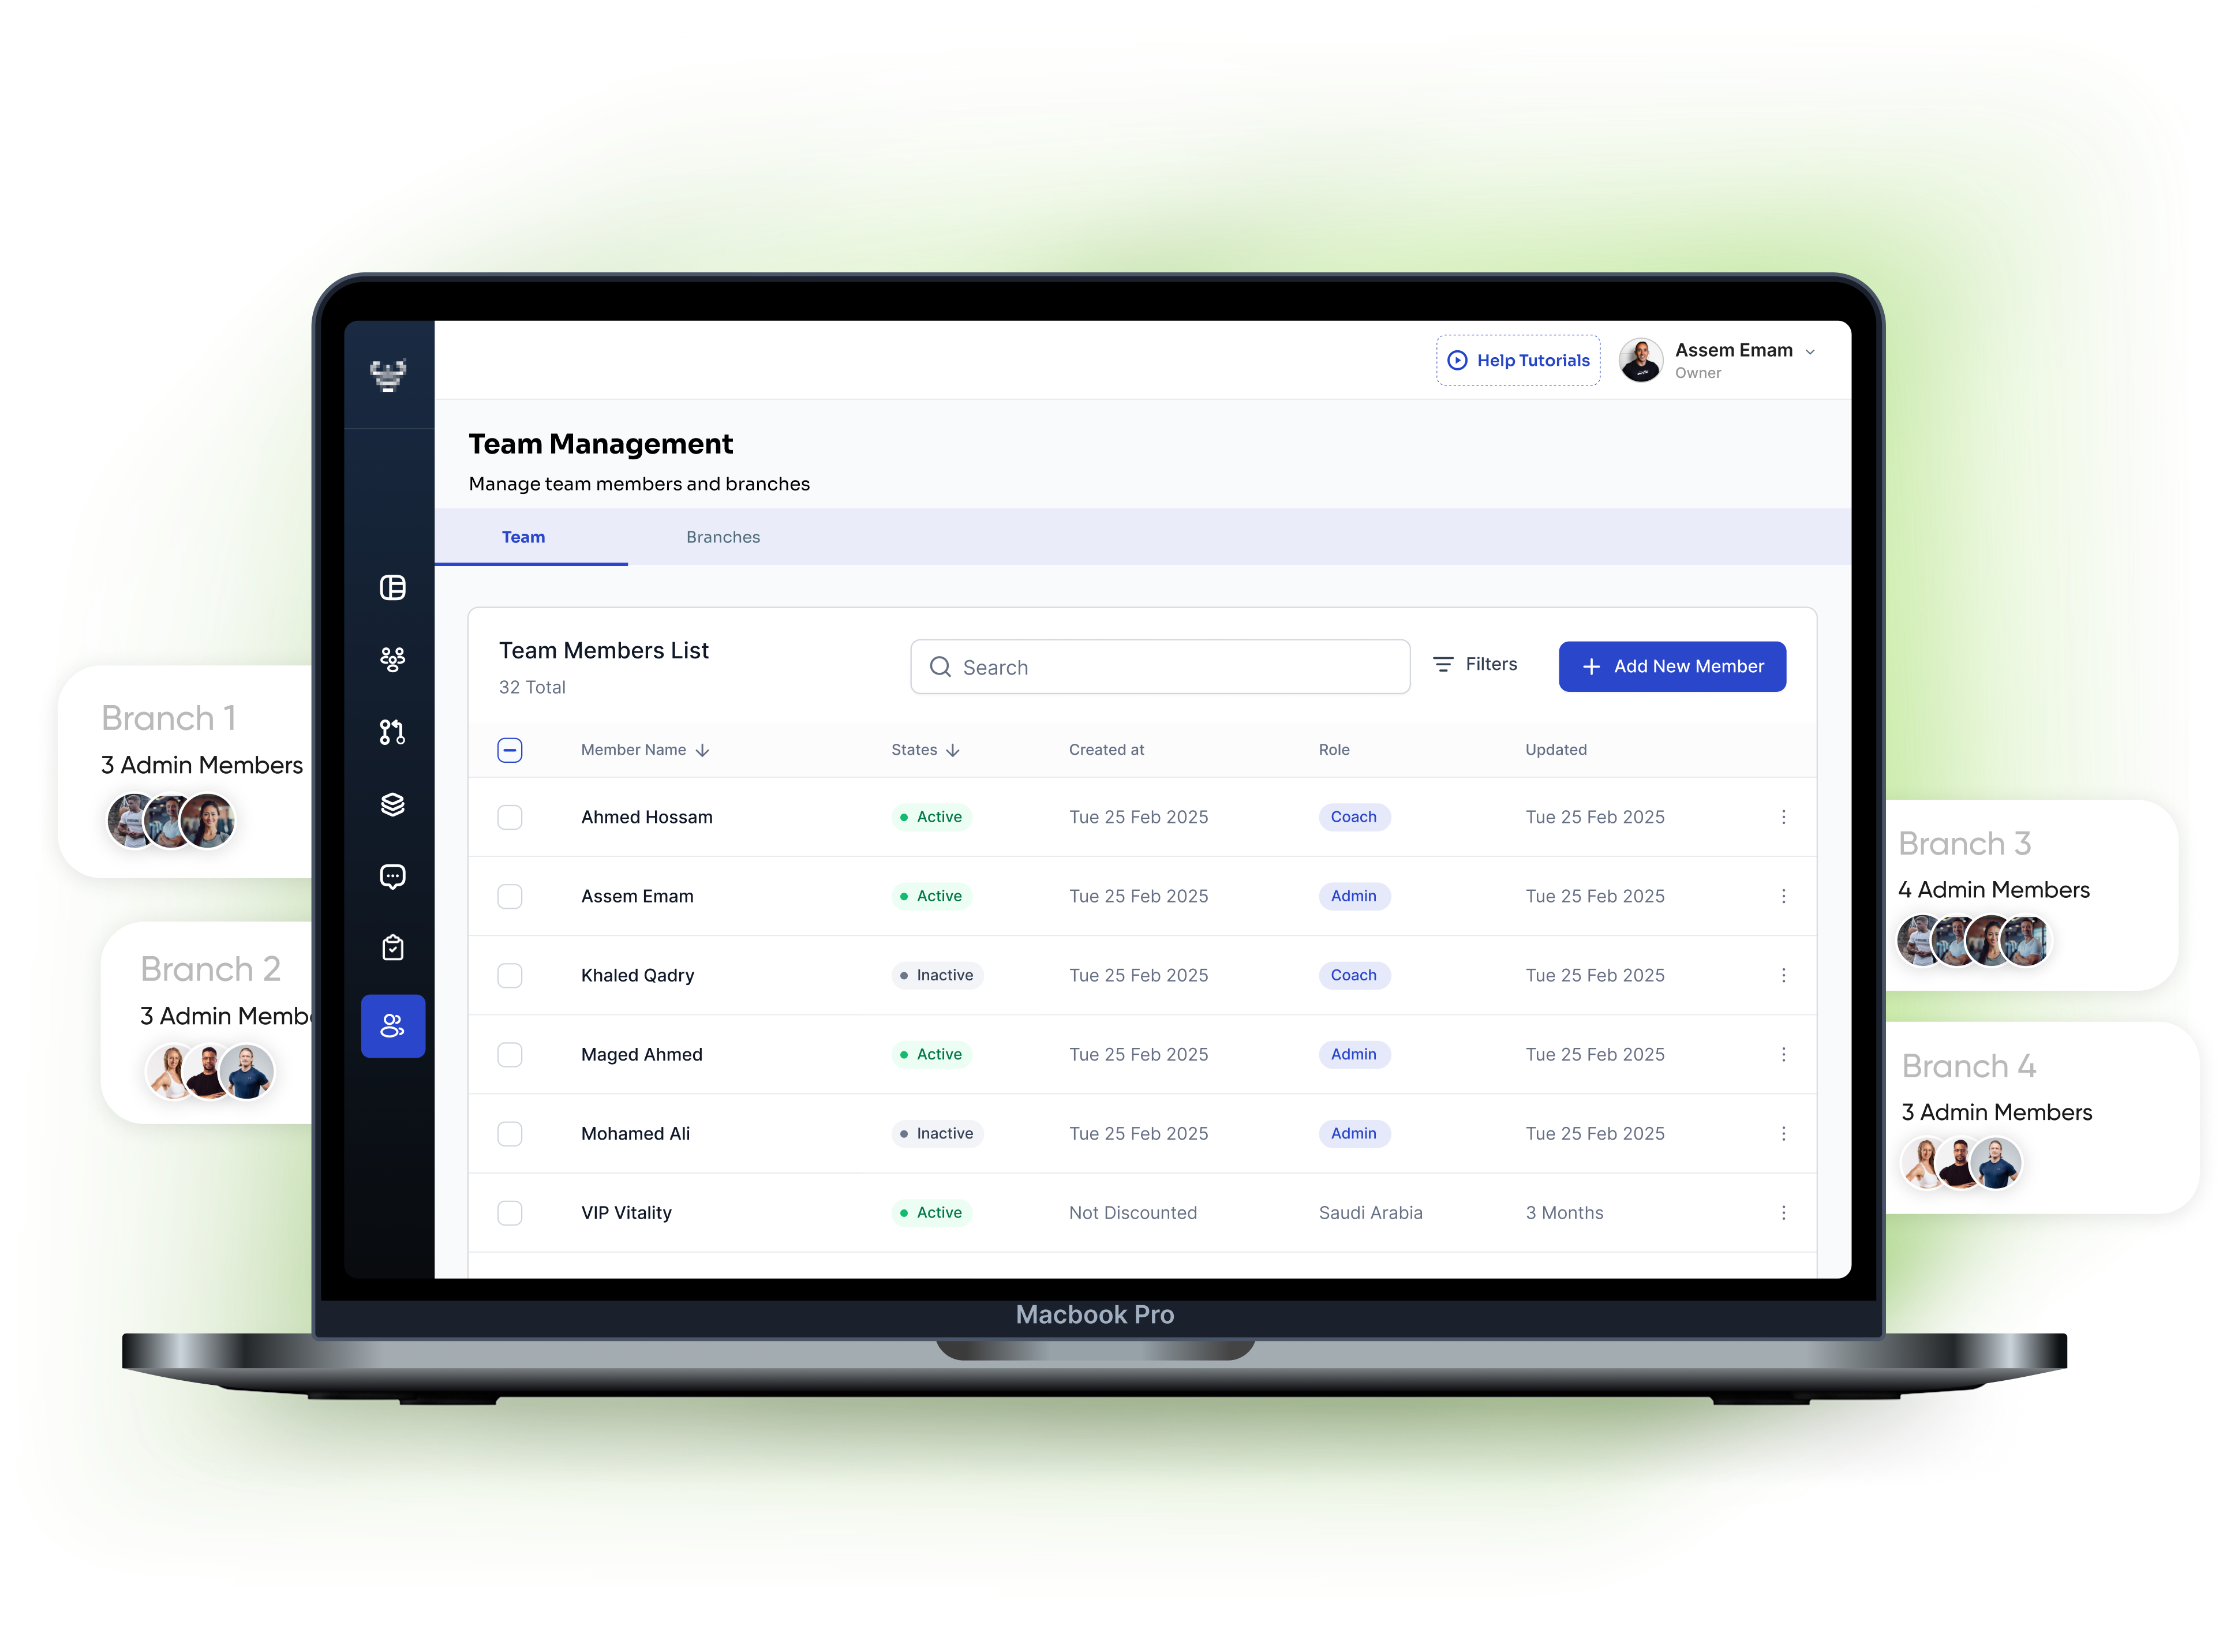 Help Tutorials
Assem Emam
Owner
Team Management
Manage team members and branches
Team Branches
Team Members List
32 Total
Search
Filters
Add New Member
Member Name States Created at Role Updated
Ahmed Hossam Active Tue 25 Feb 2025 Coach Tue 25 Feb 2025
Assem Emam Active Tue 25 Feb 2025 Admin Tue 25 Feb 2025
Khaled Qadry Inactive Tue 25 Feb 2025 Coach Tue 25 Feb 2025
Maged Ahmed Active Tue 25 Feb 2025 Admin Tue 25 Feb 2025
Mohamed Ali Inactive Tue 25 Feb 2025 Admin Tue 25 Feb 2025
VIP Vitality Active Not Discounted Saudi Arabia 3 Months
Macbook Pro
Branch 1
3 Admin Members
Branch 2
3 Admin Memb
Branch 3
4 Admin Members
Branch 4
3 Admin Members